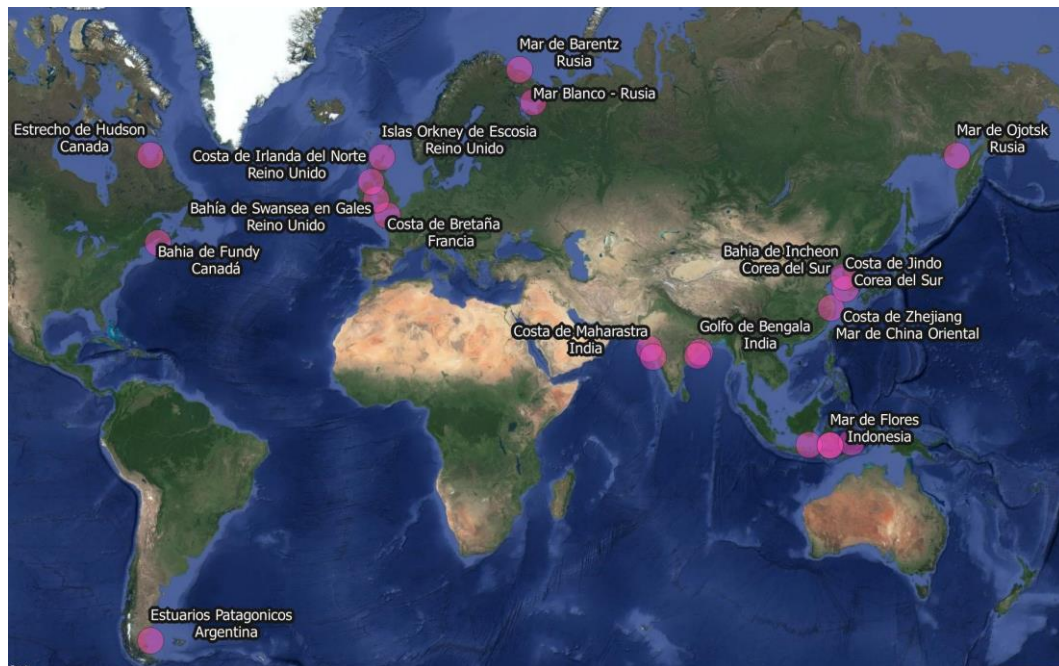 Mar de Barentz
Rusia
Mar Blanco - Rusia
Estrecho de Hudson
Canada
Islas Orkney de Escosia
Reino Unido
Mar de Ojotsk
Rusia
Costa de Irlanda del Norte
Reino Unido
Bahía de Swansea en Gales
Reino Unido
Costa de Bretaña
Francia
Bahia de Fundy
Canadá
Bahia de Incheon
Corea del Sur
Costa de Jindo
Corea del Sur
Costa de Zhejiang
Mar de China Oriental
Costa de Maharastra
India
Golfo de Bengala
India
Mar de Flores
Indonesia
Estuarios Patagonicos
Argentina